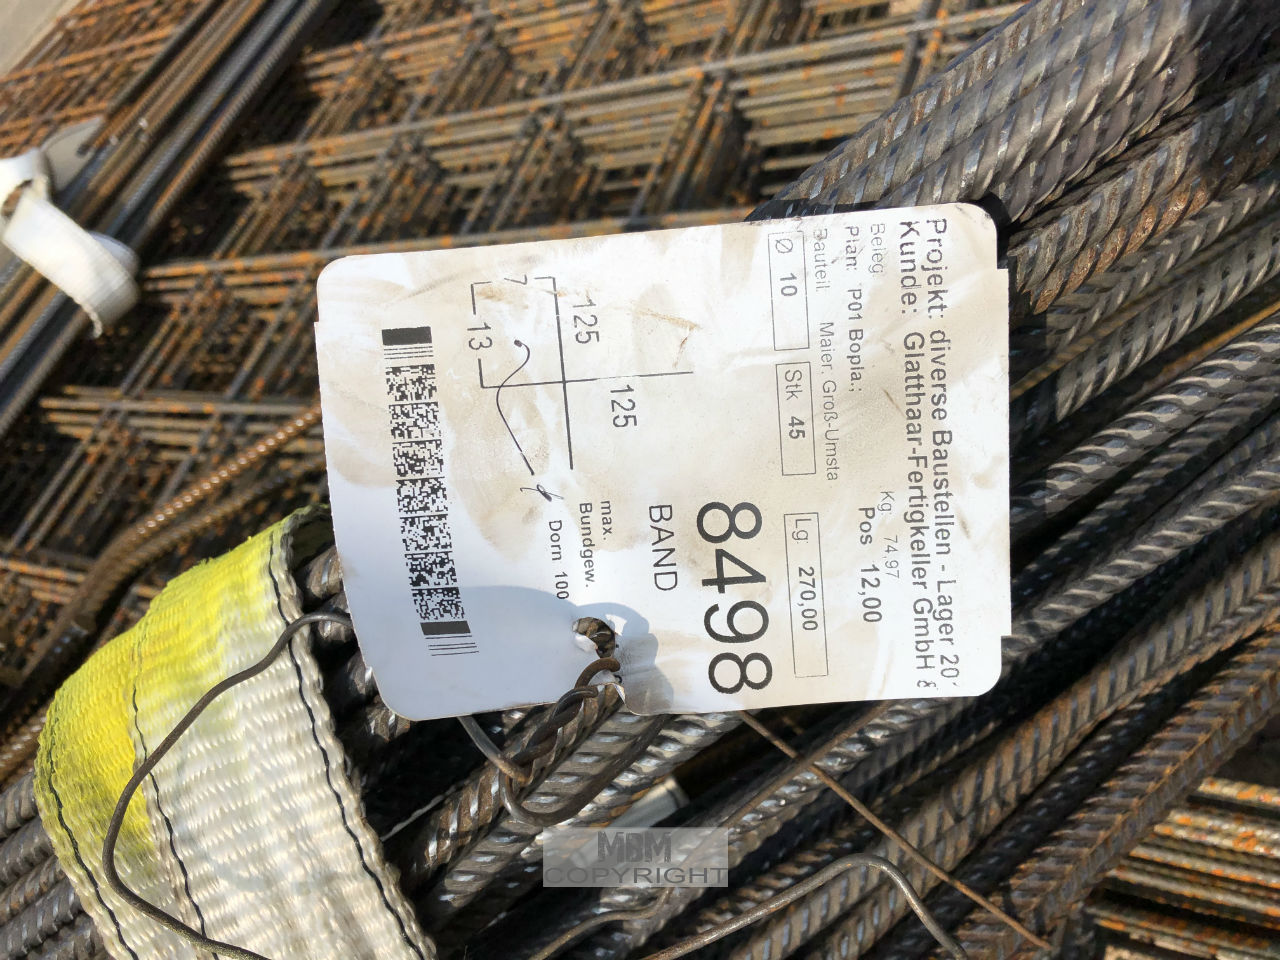 Projekt: diverse Baustellen - Lager 20
Kunde: Glatthaar-Fertigkeller GmbH &
Beleg: Kg: 74,97
Plan: P01 Bopla.; Pos 12,00
Bauteil: Maier, Groß-Umsta
Ø 10 Stk 45 Lg: 270,00
8498
BAND
125
125
max.
Bundgew.
Dorn 100
7
13
MBM
COPYRIGHT